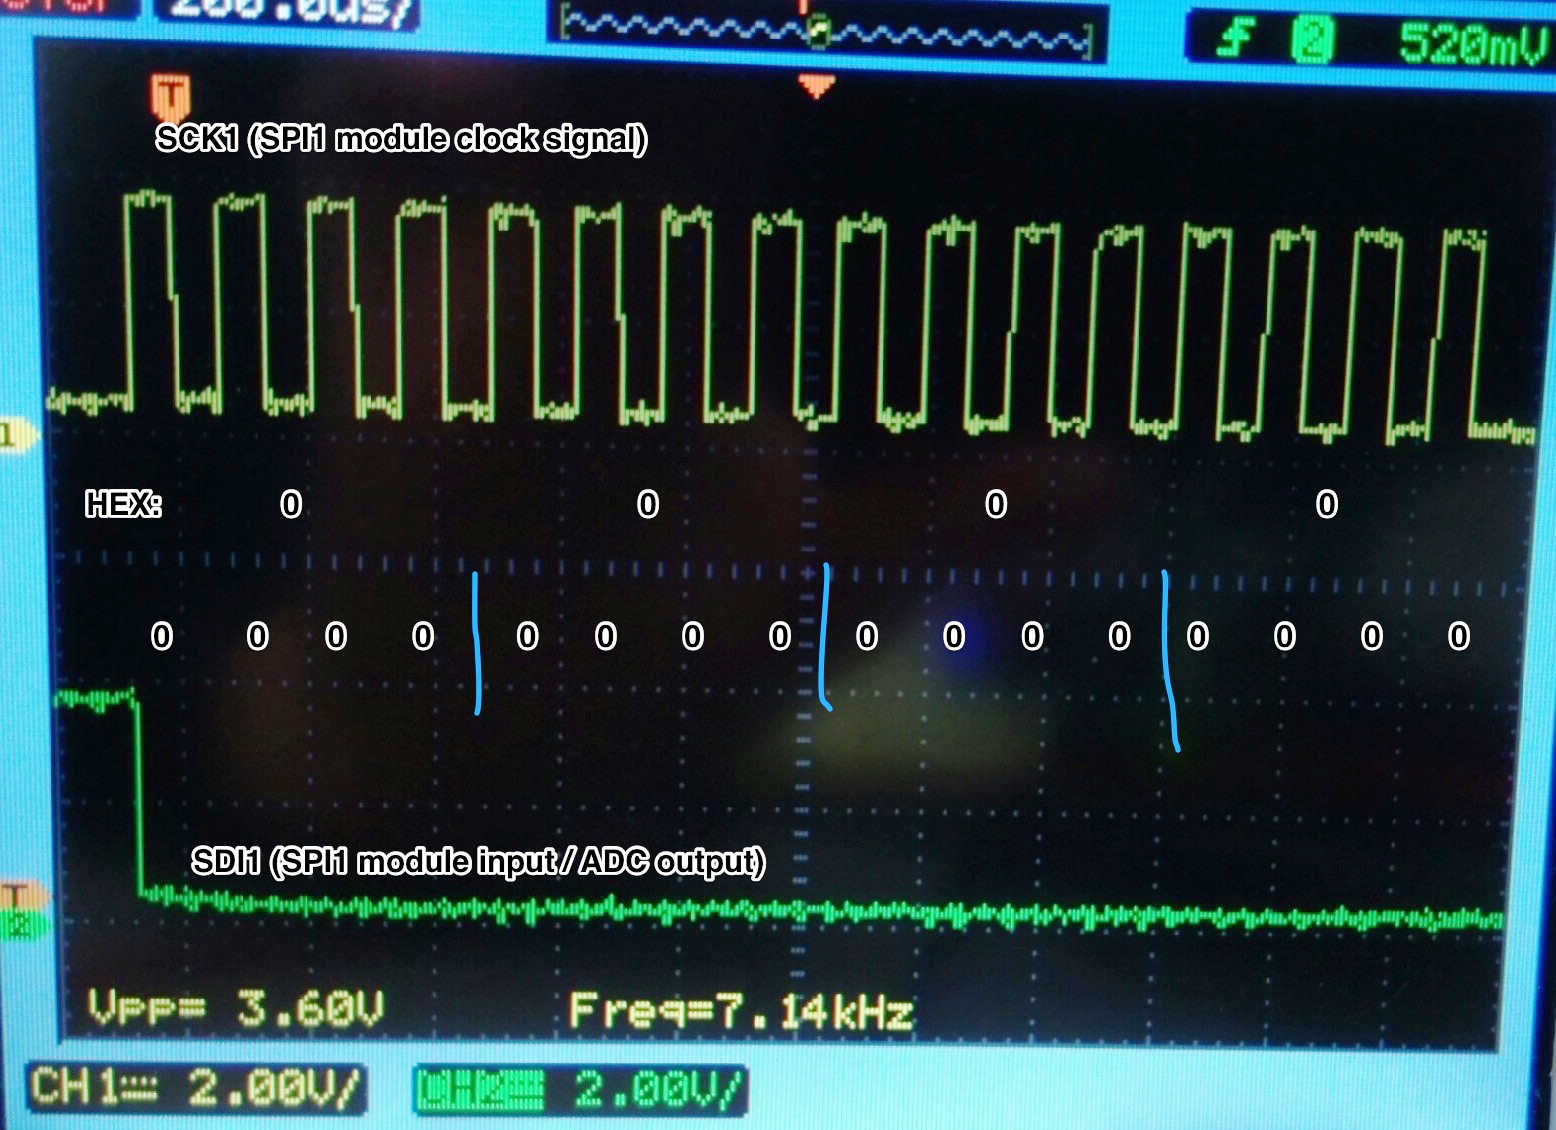 STOP 200.0us/ 2 520mV
T
SCK1 (SPI1 module clock signal)
1
HEX: 0 0 0 0
0 0 0 0 0 0 0 0 0 0 0 0 0 0 0 0
SDI1 (SPI1 module input / ADC output)
T
2
Vpp= 3.60V Freq=7.14kHz
CH1 2.00V/ CH2 2.00V/